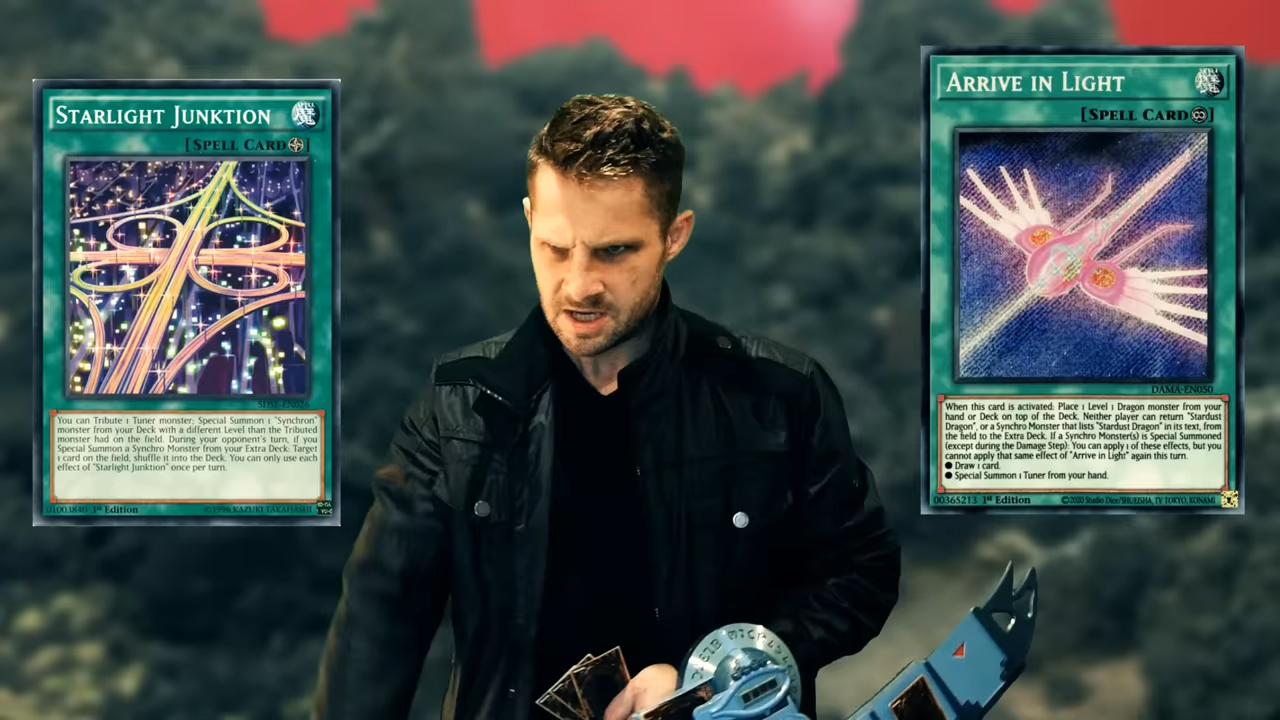 STARLIGHT JUNKTION
[SPELL CARD]
SDSE-EN026
You can Tribute 1 Tuner monster; Special Summon 1 "Synchron"
monster from your Deck with a different Level than the Tributed
monster had on the field. During your opponent's turn, if you
Special Summon a Synchro Monster from your Extra Deck: Target
1 card on the field, shuffle it into the Deck. You can only use each
effect of "Starlight Junktion" once per turn.
1st Edition
©1996 KAZUKI TAKAHASHI
ARRIVE IN LIGHT
[SPELL CARD]
DAMA-EN050
When this card is activated: Place 1 Level 1 Dragon monster from your
hand or Deck on top of the Deck. Neither player can return "Stardust
Dragon", or a Synchro Monster that lists "Stardust Dragon" in its text, from
the field to the Extra Deck. If a Synchro Monster(s) is Special Summoned
(except during the Damage Step): You can apply 1 of these effects, but you
cannot apply that same effect of "Arrive in Light" again this turn.
● Draw 1 card.
● Special Summon 1 Tuner from your hand.
00365213 1st Edition
©2020 Studio Dice/SHUEISHA, TV TOKYO, KONAMI